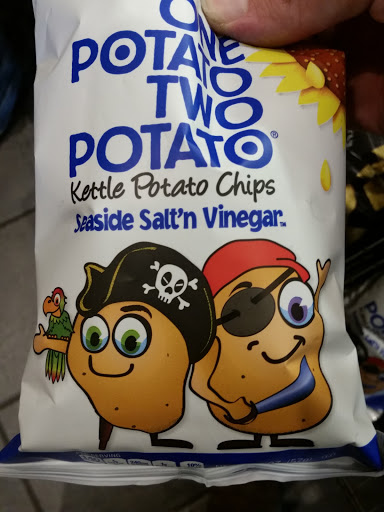 ONE
POTATO
TWO
POTATO®
Kettle Potato Chips
Seaside Salt'n Vinegar™